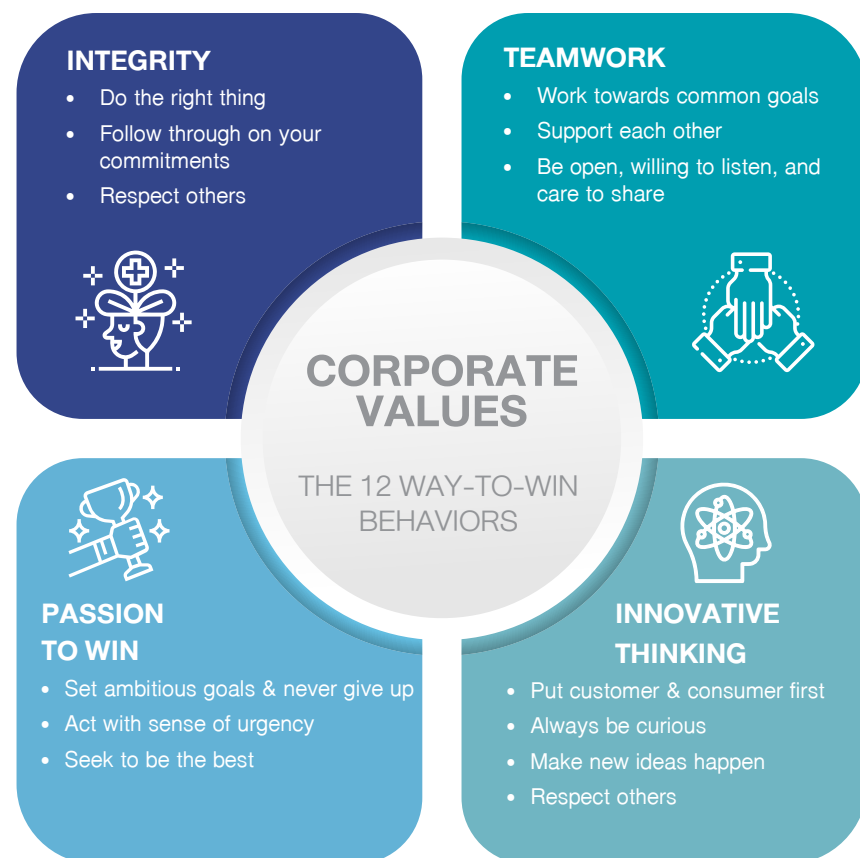 INTEGRITY
• Do the right thing
• Follow through on your
commitments
• Respect others
TEAMWORK
• Work towards common goals
• Support each other
• Be open, willing to listen, and
care to share
CORPORATE
VALUES
THE 12 WAY-TO-WIN
BEHAVIORS
PASSION
TO WIN
• Set ambitious goals & never give up
• Act with sense of urgency
• Seek to be the best
INNOVATIVE
THINKING
• Put customer & consumer first
• Always be curious
• Make new ideas happen
• Respect others